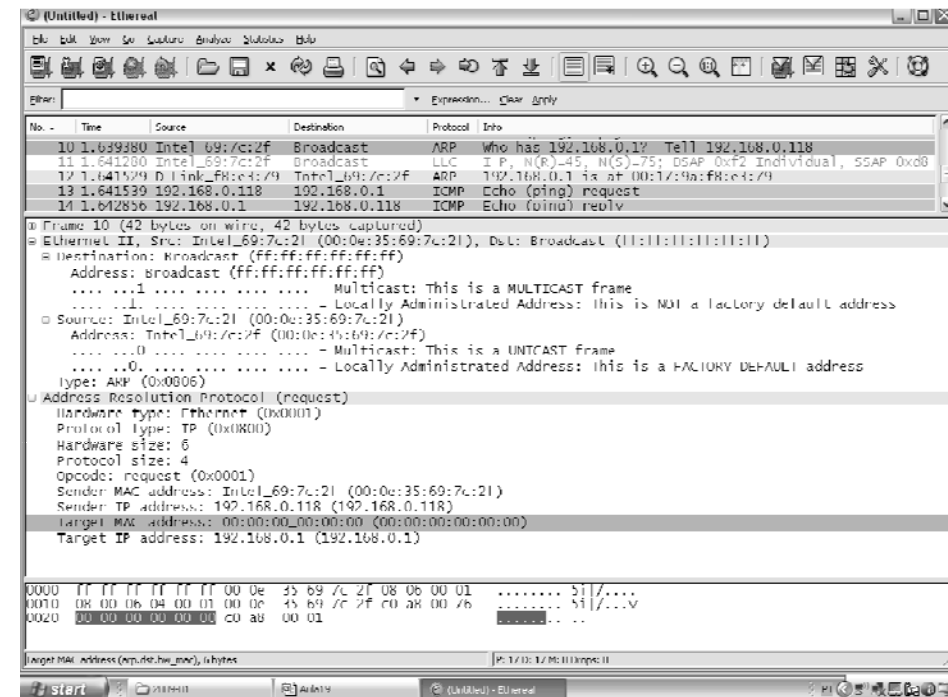 (Untitled) - Ethereal
File Edit View Go Capture Analyze Statistics Help
Filter: Expression... Clear Apply
No. - Time Source Destination Protocol Info
10 1.639380 Intel_69:7c:2f Broadcast ARP Who has 192.168.0.1? Tell 192.168.0.118
11 1.641280 Intel_69:7c:2f Broadcast LLC I P, N(R)=45, N(S)=75; DSAP 0xf2 Individual, SSAP 0xd8
12 1.641529 D-Link_f8:e3:79 Intel_69:7c:2f ARP 192.168.0.1 is at 00:17:9a:f8:e3:79
13 1.641539 192.168.0.118 192.168.0.1 ICMP Echo (ping) request
14 1.642856 192.168.0.1 192.168.0.118 ICMP Echo (ping) reply
Frame 10 (42 bytes on wire, 42 bytes captured)
Ethernet II, Src: Intel_69:7c:2f (00:0e:35:69:7c:2f), Dst: Broadcast (ff:ff:ff:ff:ff:ff)
Destination: Broadcast (ff:ff:ff:ff:ff:ff)
Address: Broadcast (ff:ff:ff:ff:ff:ff)
.... ...1 .... .... .... .... = Multicast: This is a MULTICAST frame
.... ..1. .... .... .... .... = Locally Administrated Address: This is NOT a factory default address
Source: Intel_69:7c:2f (00:0e:35:69:7c:2f)
Address: Intel_69:7c:2f (00:0e:35:69:7c:2f)
.... ...0 .... .... .... .... = Multicast: This is a UNICAST frame
.... ..0. .... .... .... .... = Locally Administrated Address: This is a FACTORY DEFAULT address
Type: ARP (0x0806)
Address Resolution Protocol (request)
Hardware type: Ethernet (0x0001)
Protocol type: IP (0x0800)
Hardware size: 6
Protocol size: 4
Opcode: request (0x0001)
Sender MAC address: Intel_69:7c:2f (00:0e:35:69:7c:2f)
Sender IP address: 192.168.0.118 (192.168.0.118)
Target MAC address: 00:00:00_00:00:00 (00:00:00:00:00:00)
Target IP address: 192.168.0.1 (192.168.0.1)
0000 ff ff ff ff ff ff 00 0e 35 69 7c 2f 08 06 00 01 ........ 5i|/....
0010 08 00 06 04 00 01 00 0e 35 69 7c 2f c0 a8 00 76 ........ 5i|/...v
0020 00 00 00 00 00 00 c0 a8 00 01 ........ ..
Target MAC address (arp.dst.hw_mac), 6 bytes P: 17 D: 17 M: 0 Drops: 0
start 2009-01 Aula19 (Untitled) - Ethereal PT